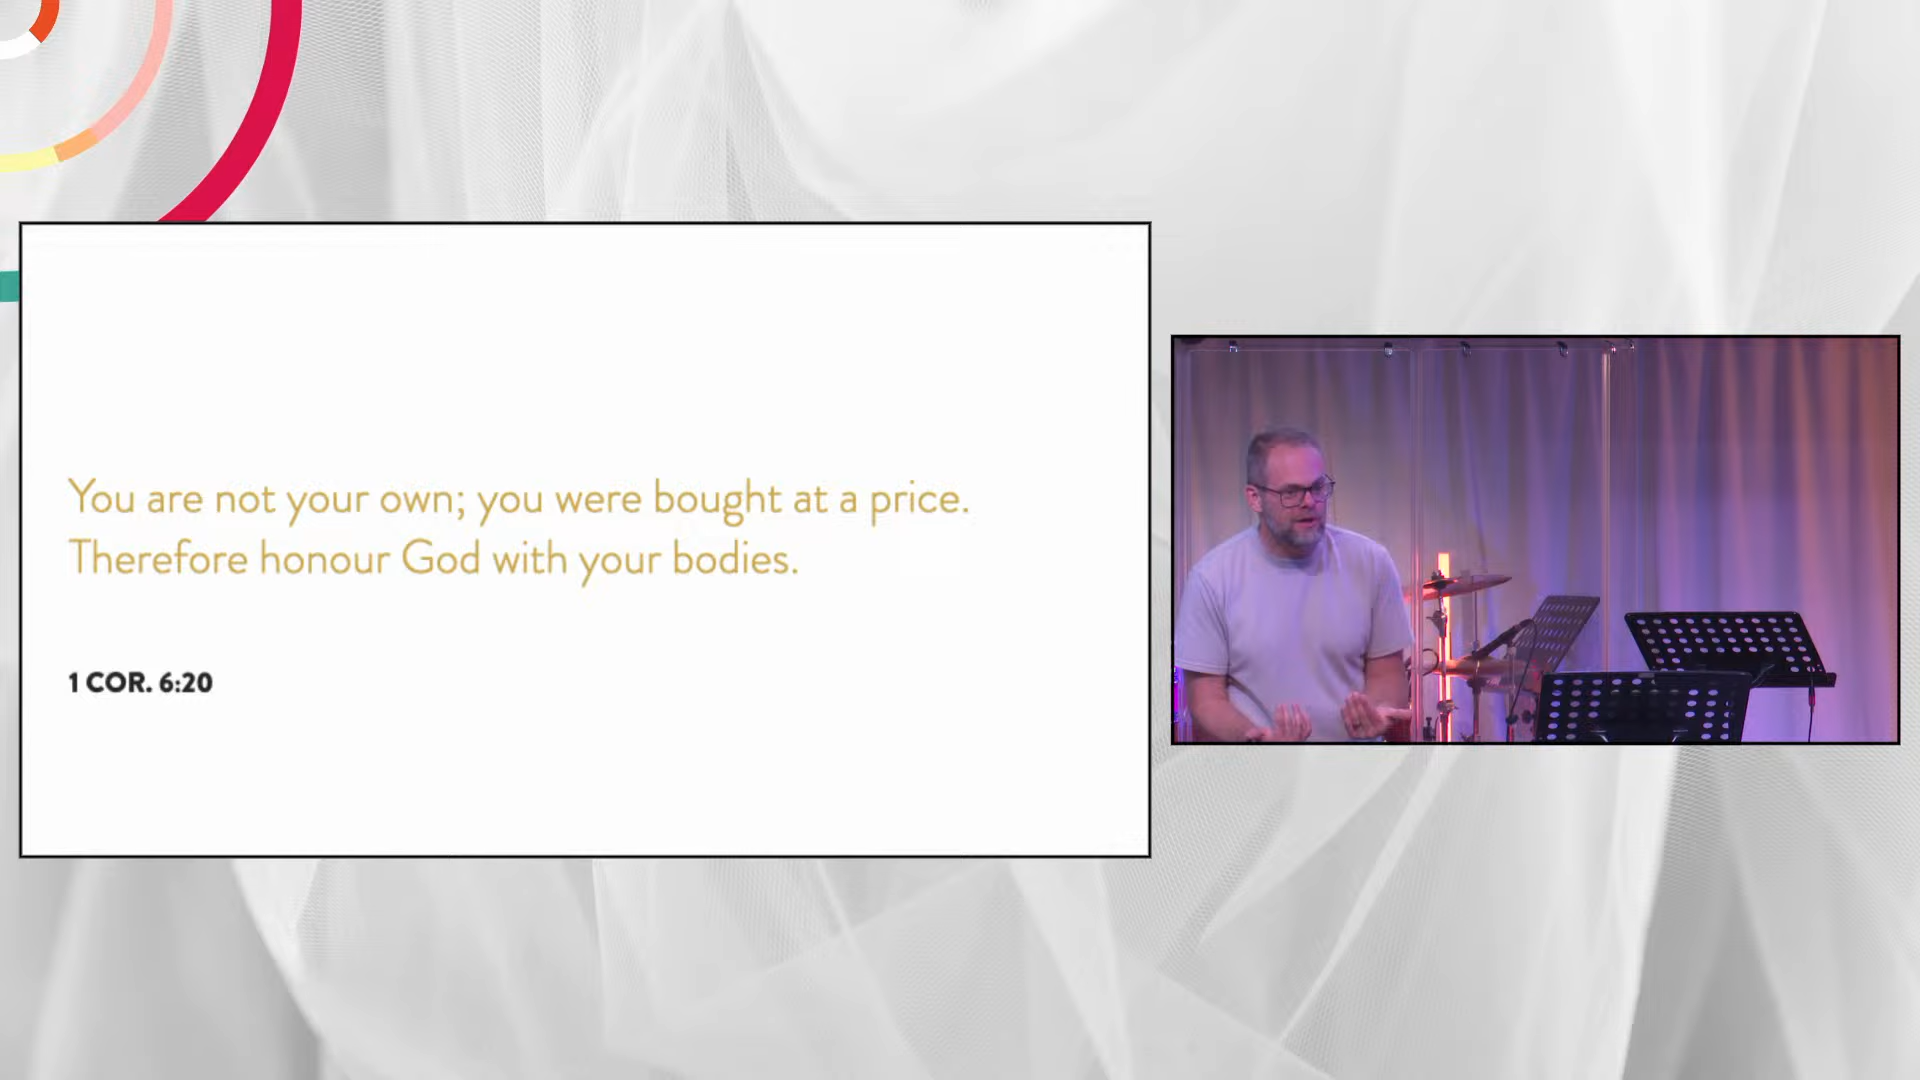 You are not your own; you were bought at a price.
Therefore honour God with your bodies.
1 COR. 6:20